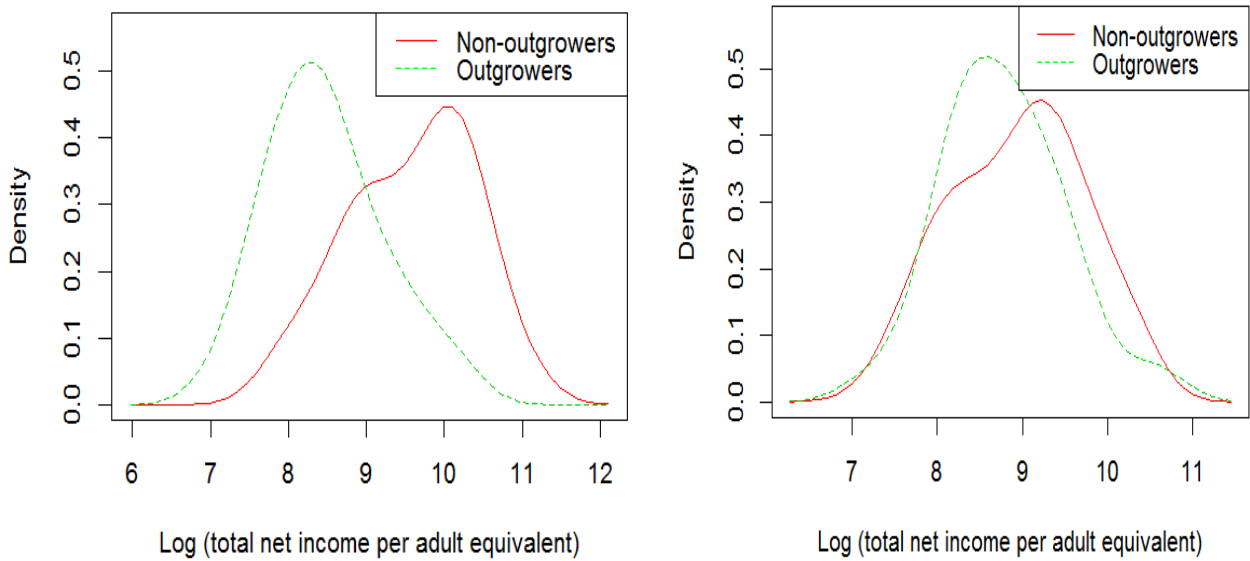 Non-outgrowers
Outgrowers
Density
0.0 0.1 0.2 0.3 0.4 0.5
6 7 8 9 10 11 12
Log (total net income per adult equivalent)
Non-outgrowers
Outgrowers
Density
0.0 0.1 0.2 0.3 0.4 0.5
7 8 9 10 11
Log (total net income per adult equivalent)